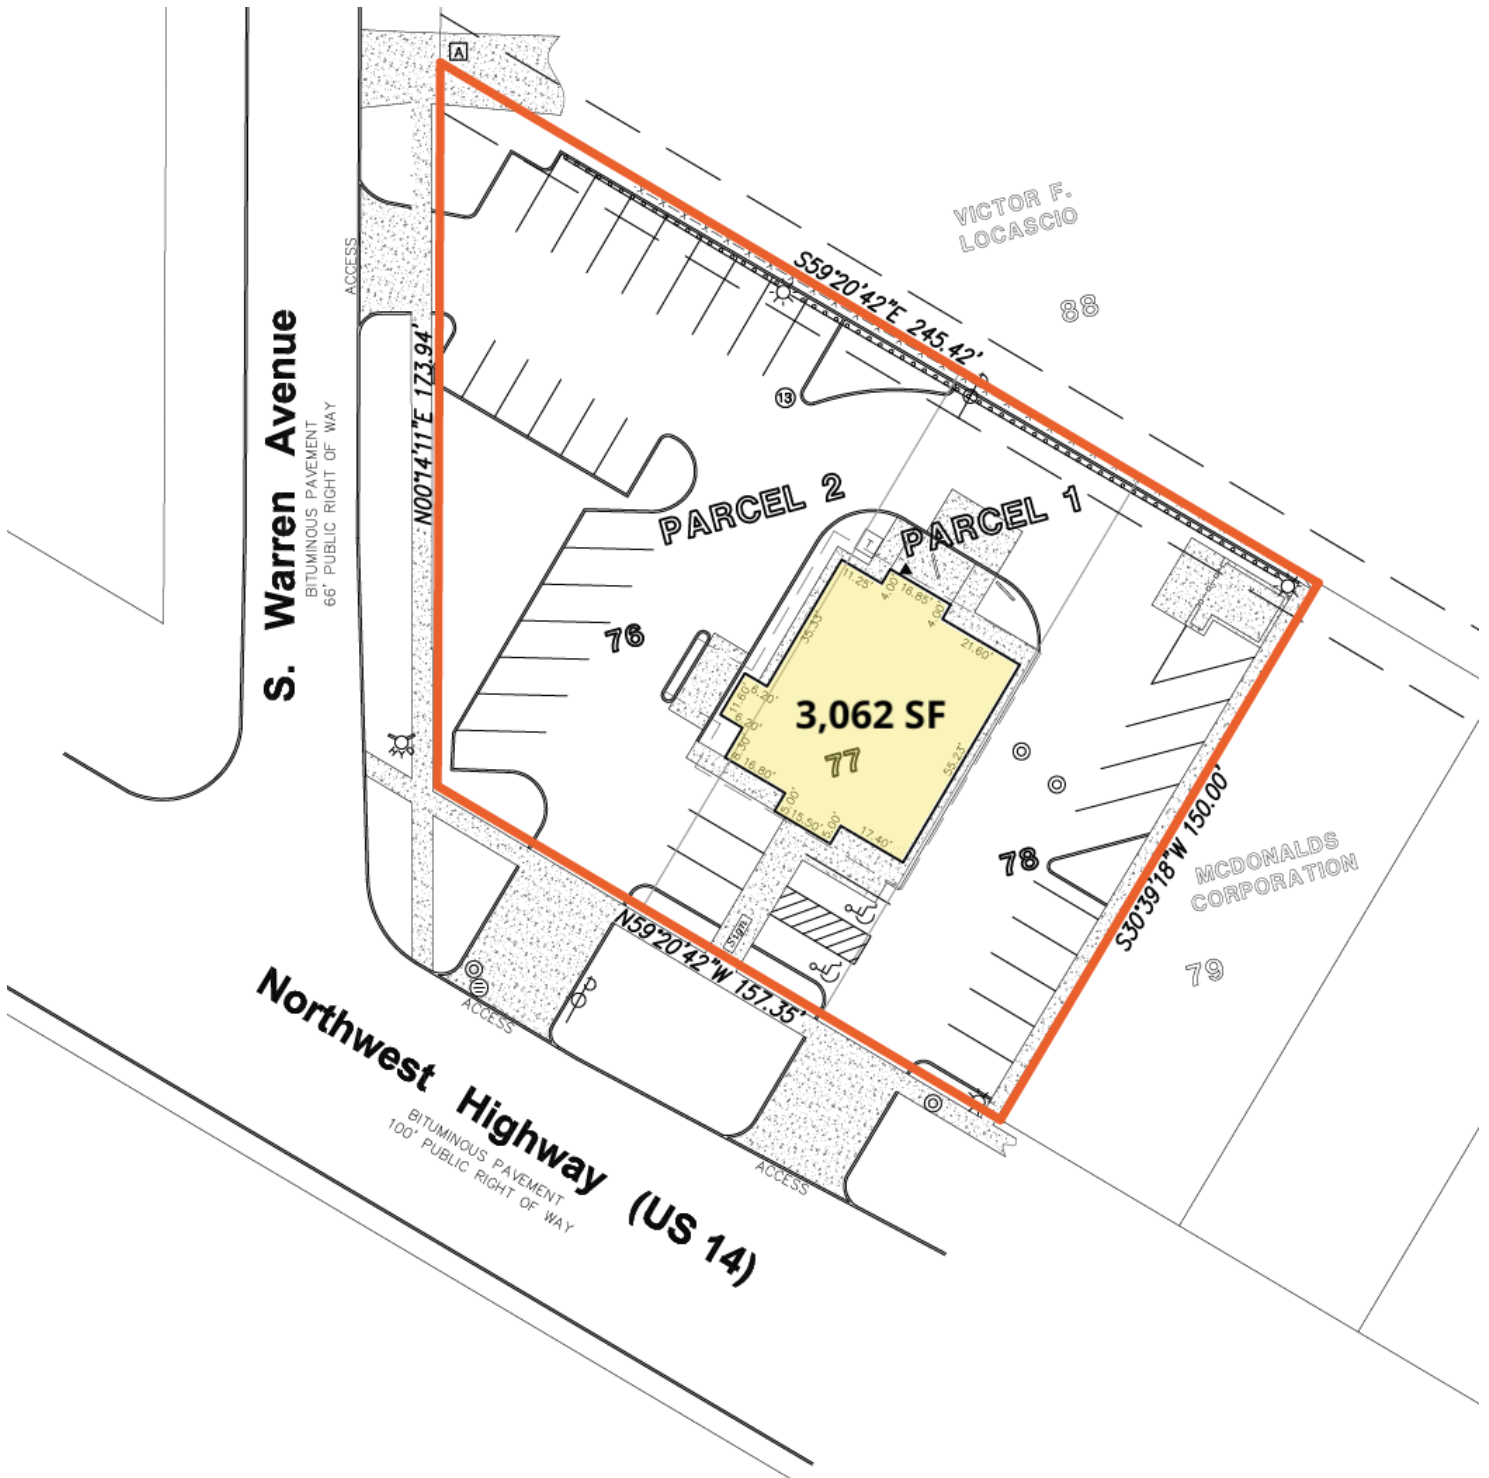 A
VICTOR F.
LOCASCIO
88
S59°20'42"E 245.42'
ACCESS
S. Warren Avenue
BITUMINOUS PAVEMENT
66' PUBLIC RIGHT OF WAY
N00°14'11"E 173.94'
13
PARCEL 2
PARCEL 1
T
11.25'
4.00'
16.85'
4.00'
21.60'
35.33'
76
6.20'
11.60'
6.20'
8.30'
16.80'
3,062 SF
77
55.23'
5.00'
15.50'
5.00'
17.40'
78
S30°39'18"W 150.00'
MCDONALDS
CORPORATION
79
Sign
N59°20'42"W 157.35'
ACCESS
Northwest Highway (US 14)
BITUMINOUS PAVEMENT
100' PUBLIC RIGHT OF WAY
ACCESS